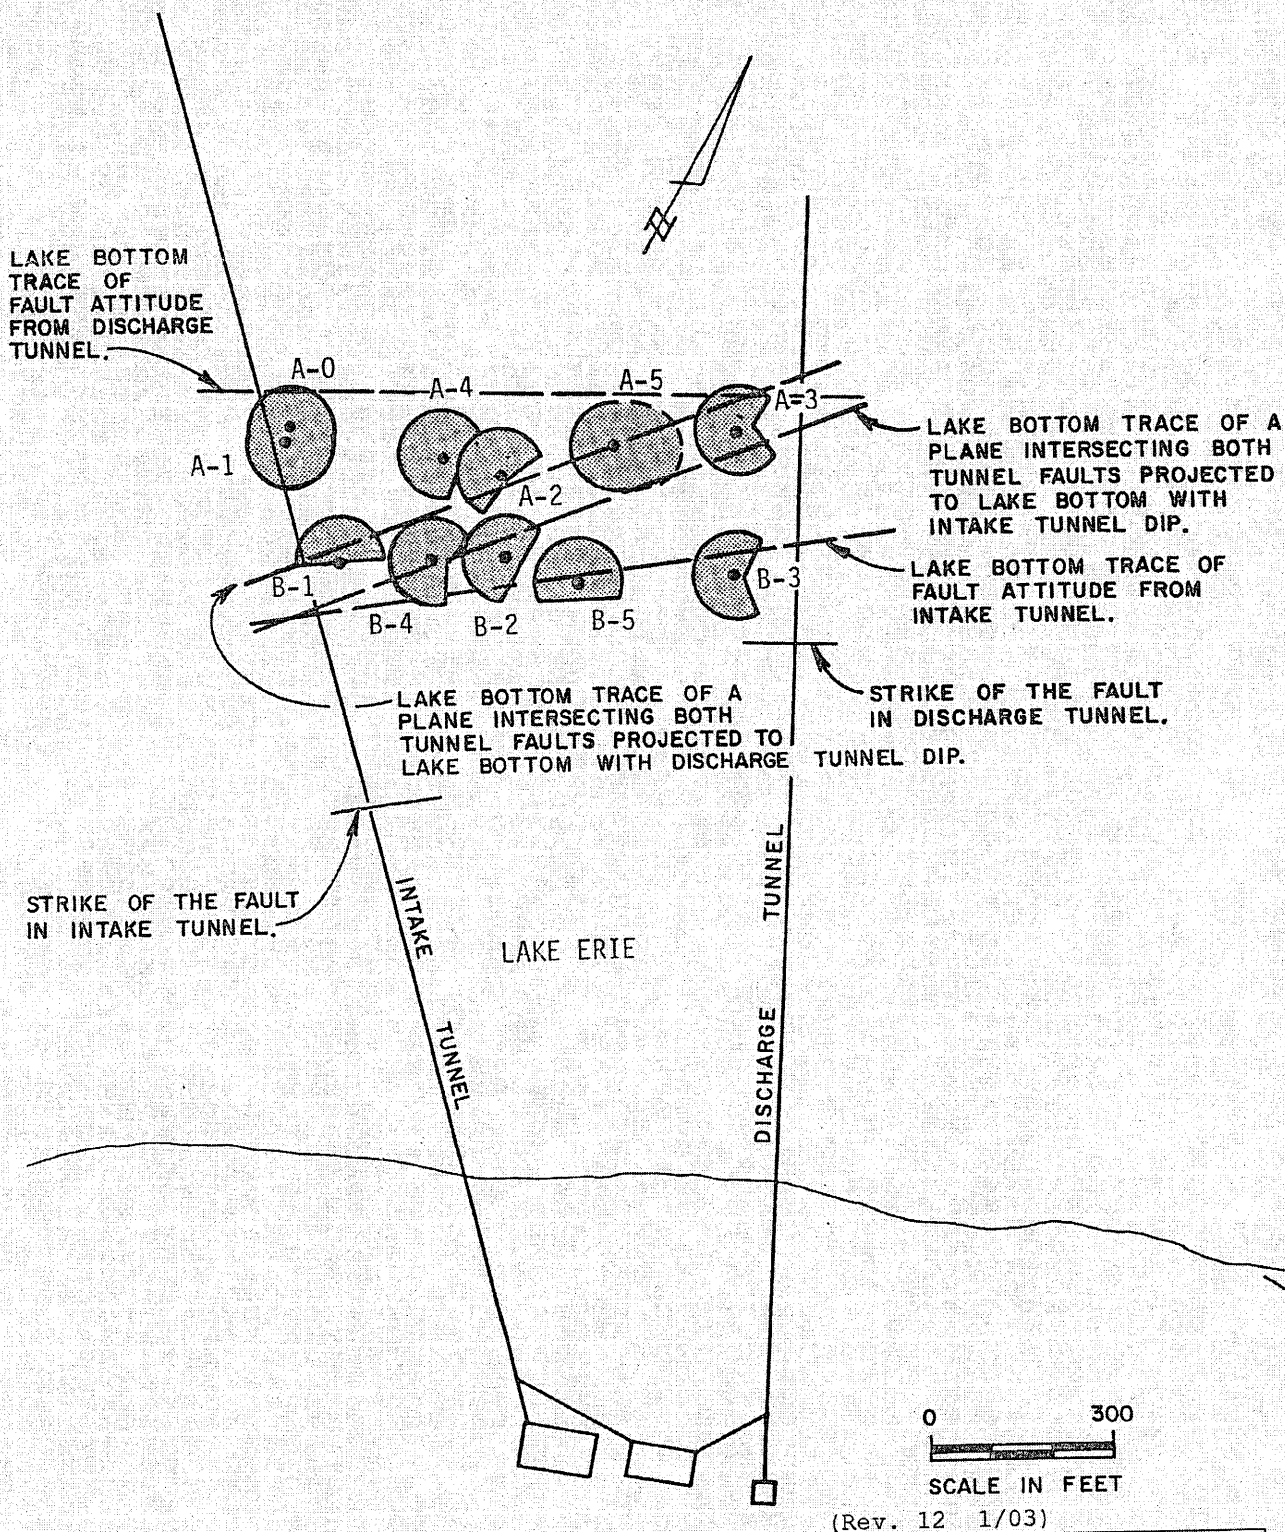 LAKE BOTTOM
TRACE OF
FAULT ATTITUDE
FROM DISCHARGE
TUNNEL.
A-0
A-4
A-5
A-3
A-1
A-2
LAKE BOTTOM TRACE OF A
PLANE INTERSECTING BOTH
TUNNEL FAULTS PROJECTED
TO LAKE BOTTOM WITH
INTAKE TUNNEL DIP.
B-1
B-4
B-2
B-5
B-3
LAKE BOTTOM TRACE OF
FAULT ATTITUDE FROM
INTAKE TUNNEL.
LAKE BOTTOM TRACE OF A
PLANE INTERSECTING BOTH
TUNNEL FAULTS PROJECTED TO
LAKE BOTTOM WITH DISCHARGE TUNNEL DIP.
STRIKE OF THE FAULT
IN DISCHARGE TUNNEL.
STRIKE OF THE FAULT
IN INTAKE TUNNEL.
INTAKE TUNNEL
LAKE ERIE
DISCHARGE TUNNEL
0 300
SCALE IN FEET
(Rev. 12 1/03)